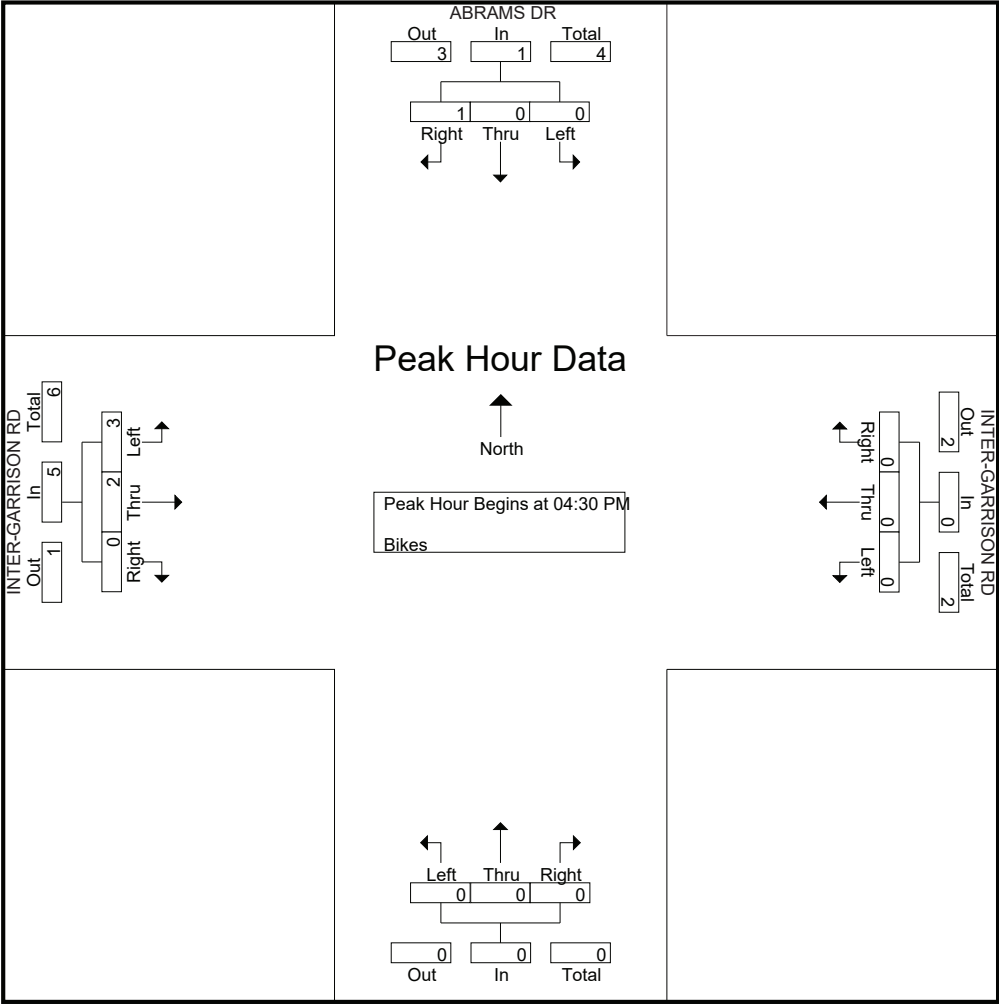 ABRAMS DR
Out In Total
3 1 4
1 0 0
Right Thru Left
Peak Hour Data
North
Peak Hour Begins at 04:30 PM
Bikes
INTER-GARRISON RD
Out In Total
1 5 6
Left Thru Right
3 2 0
INTER-GARRISON RD
Out In Total
2 0 2
Right Thru Left
0 0 0
Left Thru Right
0 0 0
0 0 0
Out In Total